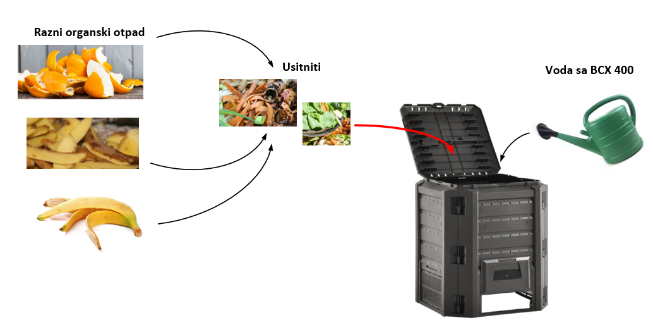 Razni organski otpad
Usitniti
Voda sa BCX 400